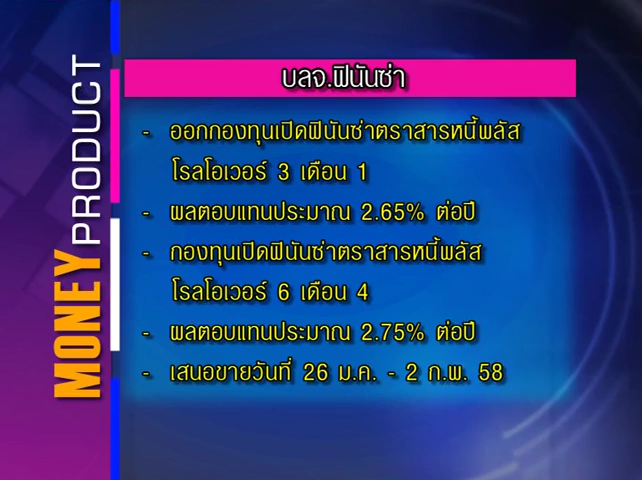 MONEY PRODUCT
บลจ.ฟินันซ่า
- ออกกองทุนเปิดฟินันซ่าตราสารหนี้พลัส
โรลโอเวอร์ 3 เดือน 1
- ผลตอบแทนประมาณ 2.65% ต่อปี
- กองทุนเปิดฟินันซ่าตราสารหนี้พลัส
โรลโอเวอร์ 6 เดือน 4
- ผลตอบแทนประมาณ 2.75% ต่อปี
- เสนอขายวันที่ 26 ม.ค. - 2 ก.พ. 58